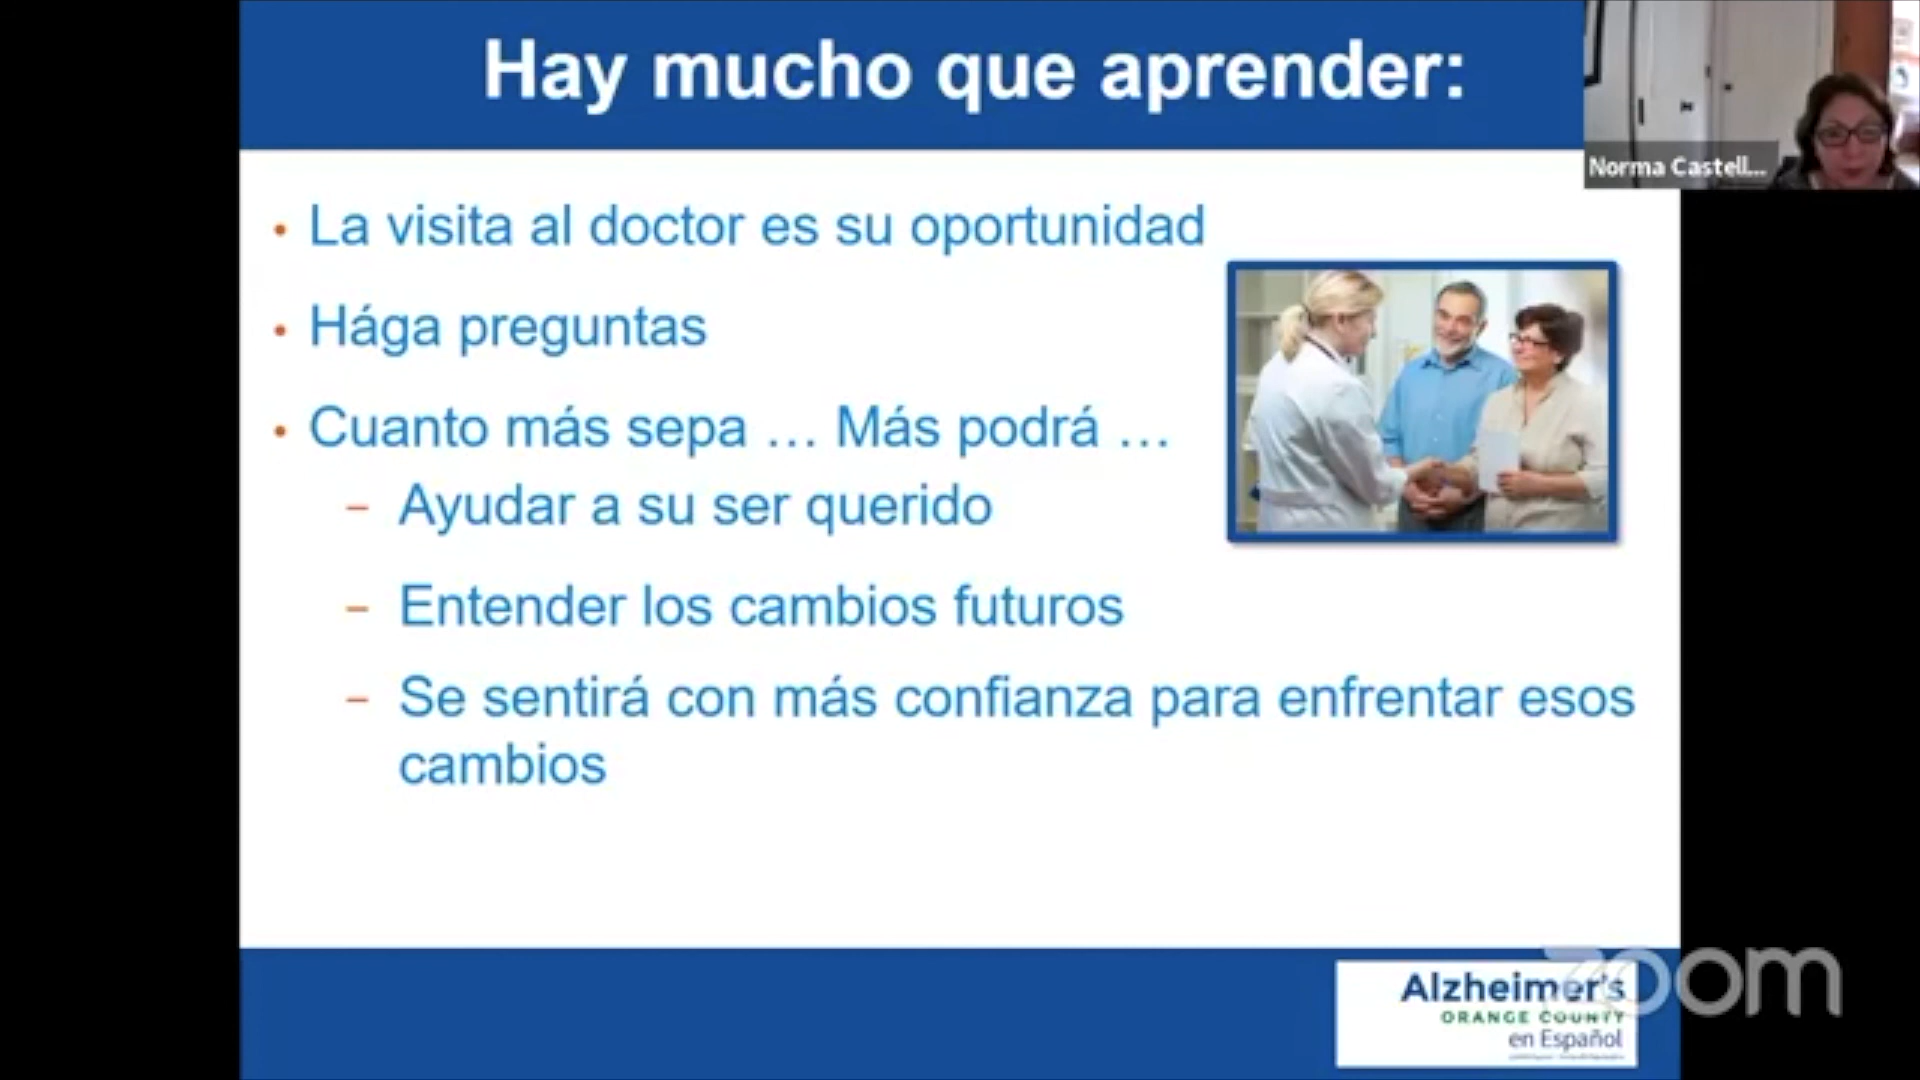 Hay mucho que aprender:
Norma Castell...
• La visita al doctor es su oportunidad
• Hága preguntas
• Cuanto más sepa ... Más podrá ...
– Ayudar a su ser querido
– Entender los cambios futuros
– Se sentirá con más confianza para enfrentar esos
cambios
Alzheimer's
ORANGE COUNTY
en Español
zoom